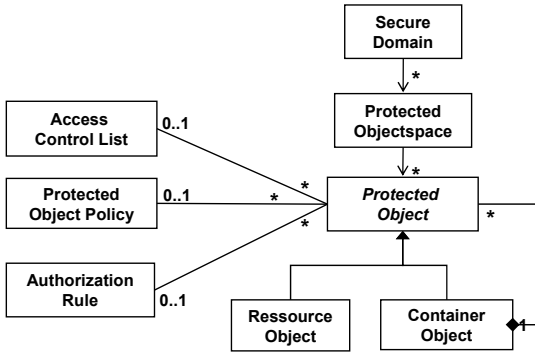 Secure
Domain
*
Access
Control List
0..1
Protected
Objectspace
*
Protected
Object Policy
0..1
*
*
*
Protected
Object
*
Authorization
Rule
0..1
Ressource
Object
Container
Object
1